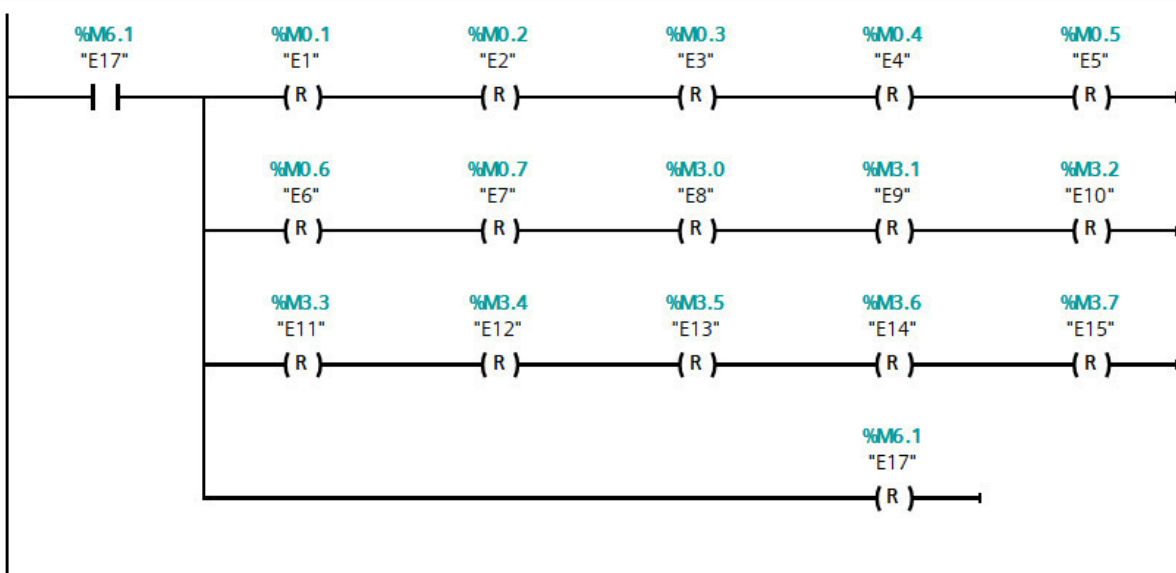 %M6.1 %M0.1 %M0.2 %M0.3 %M0.4 %M0.5
"E17" "E1" "E2" "E3" "E4" "E5"
R R R R R
%M0.6 %M0.7 %M3.0 %M3.1 %M3.2
"E6" "E7" "E8" "E9" "E10"
R R R R R
%M3.3 %M3.4 %M3.5 %M3.6 %M3.7
"E11" "E12" "E13" "E14" "E15"
R R R R R
%M6.1
"E17"
R